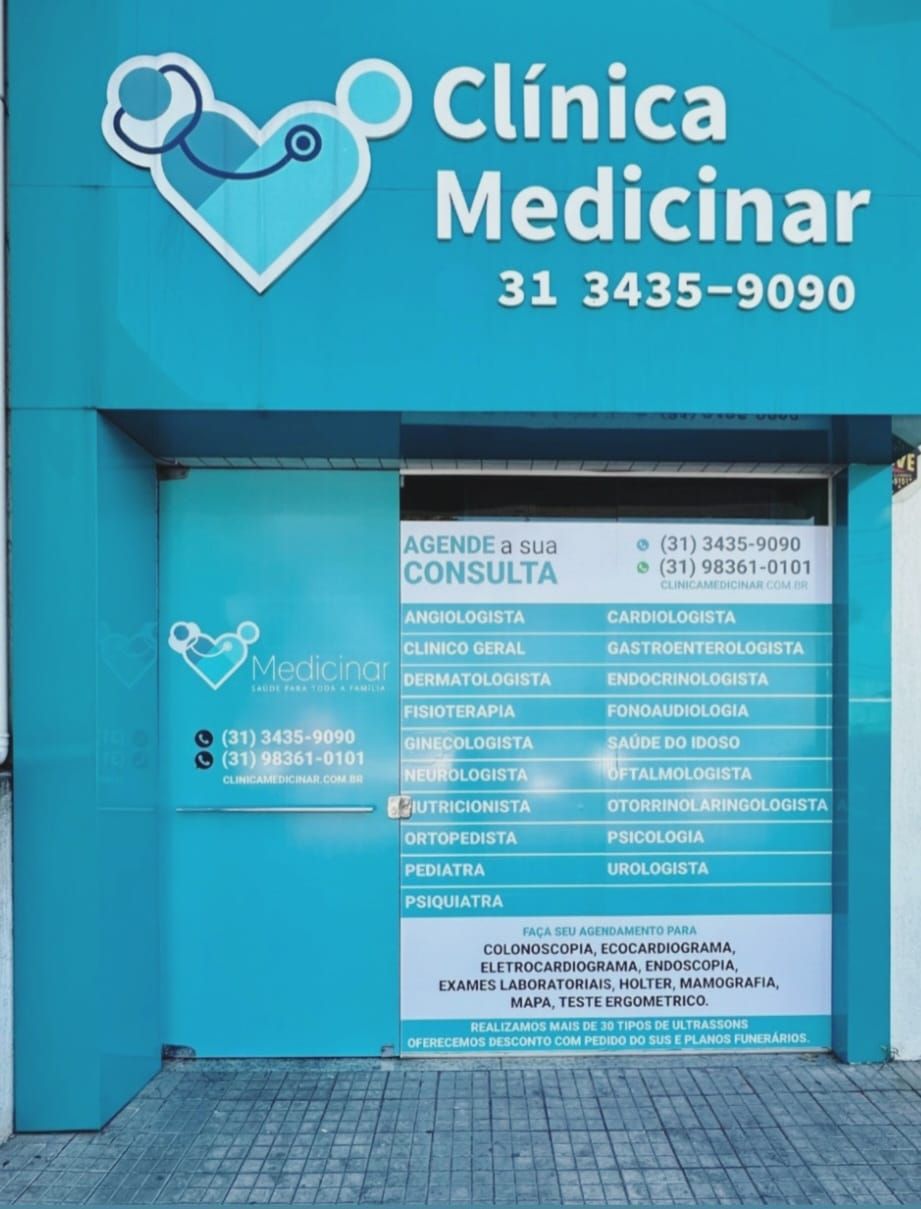 Clínica
Medicinar
31 3435-9090
AGENDE a sua
CONSULTA
(31) 3435-9090
(31) 98361-0101
CLINICAMEDICINAR.COM.BR
ANGIOLOGISTA CARDIOLOGISTA
CLINICO GERAL GASTROENTEROLOGISTA
DERMATOLOGISTA ENDOCRINOLOGISTA
FISIOTERAPIA FONOAUDIOLOGIA
GINECOLOGISTA SAÚDE DO IDOSO
NEUROLOGISTA OFTALMOLOGISTA
NUTRICIONISTA OTORRINOLARINGOLOGISTA
ORTOPEDISTA PSICOLOGIA
PEDIATRA UROLOGISTA
PSIQUIATRA
FAÇA SEU AGENDAMENTO PARA
COLONOSCOPIA, ECOCARDIOGRAMA,
ELETROCARDIOGRAMA, ENDOSCOPIA,
EXAMES LABORATORIAIS, HOLTER, MAMOGRAFIA,
MAPA, TESTE ERGOMETRICO.
REALIZAMOS MAIS DE 30 TIPOS DE ULTRASSONS
OFERECEMOS DESCONTO COM PEDIDO DO SUS E PLANOS FUNERÁRIOS.
Medicinar
SAÚDE PARA TODA A FAMÍLIA
(31) 3435-9090
(31) 98361-0101
CLINICAMEDICINAR.COM.BR